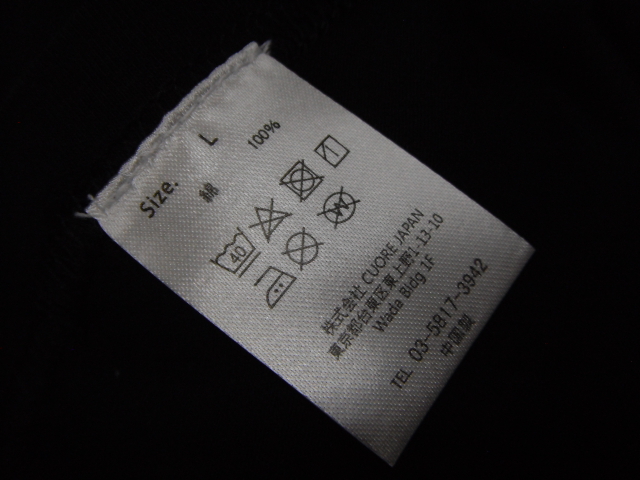 Size. L
綿 100%
40
株式会社 CUORE JAPAN
東京都台東区東上野1-13-10
Wada Bldg 1F
TEL 03-5817-3942
中国製